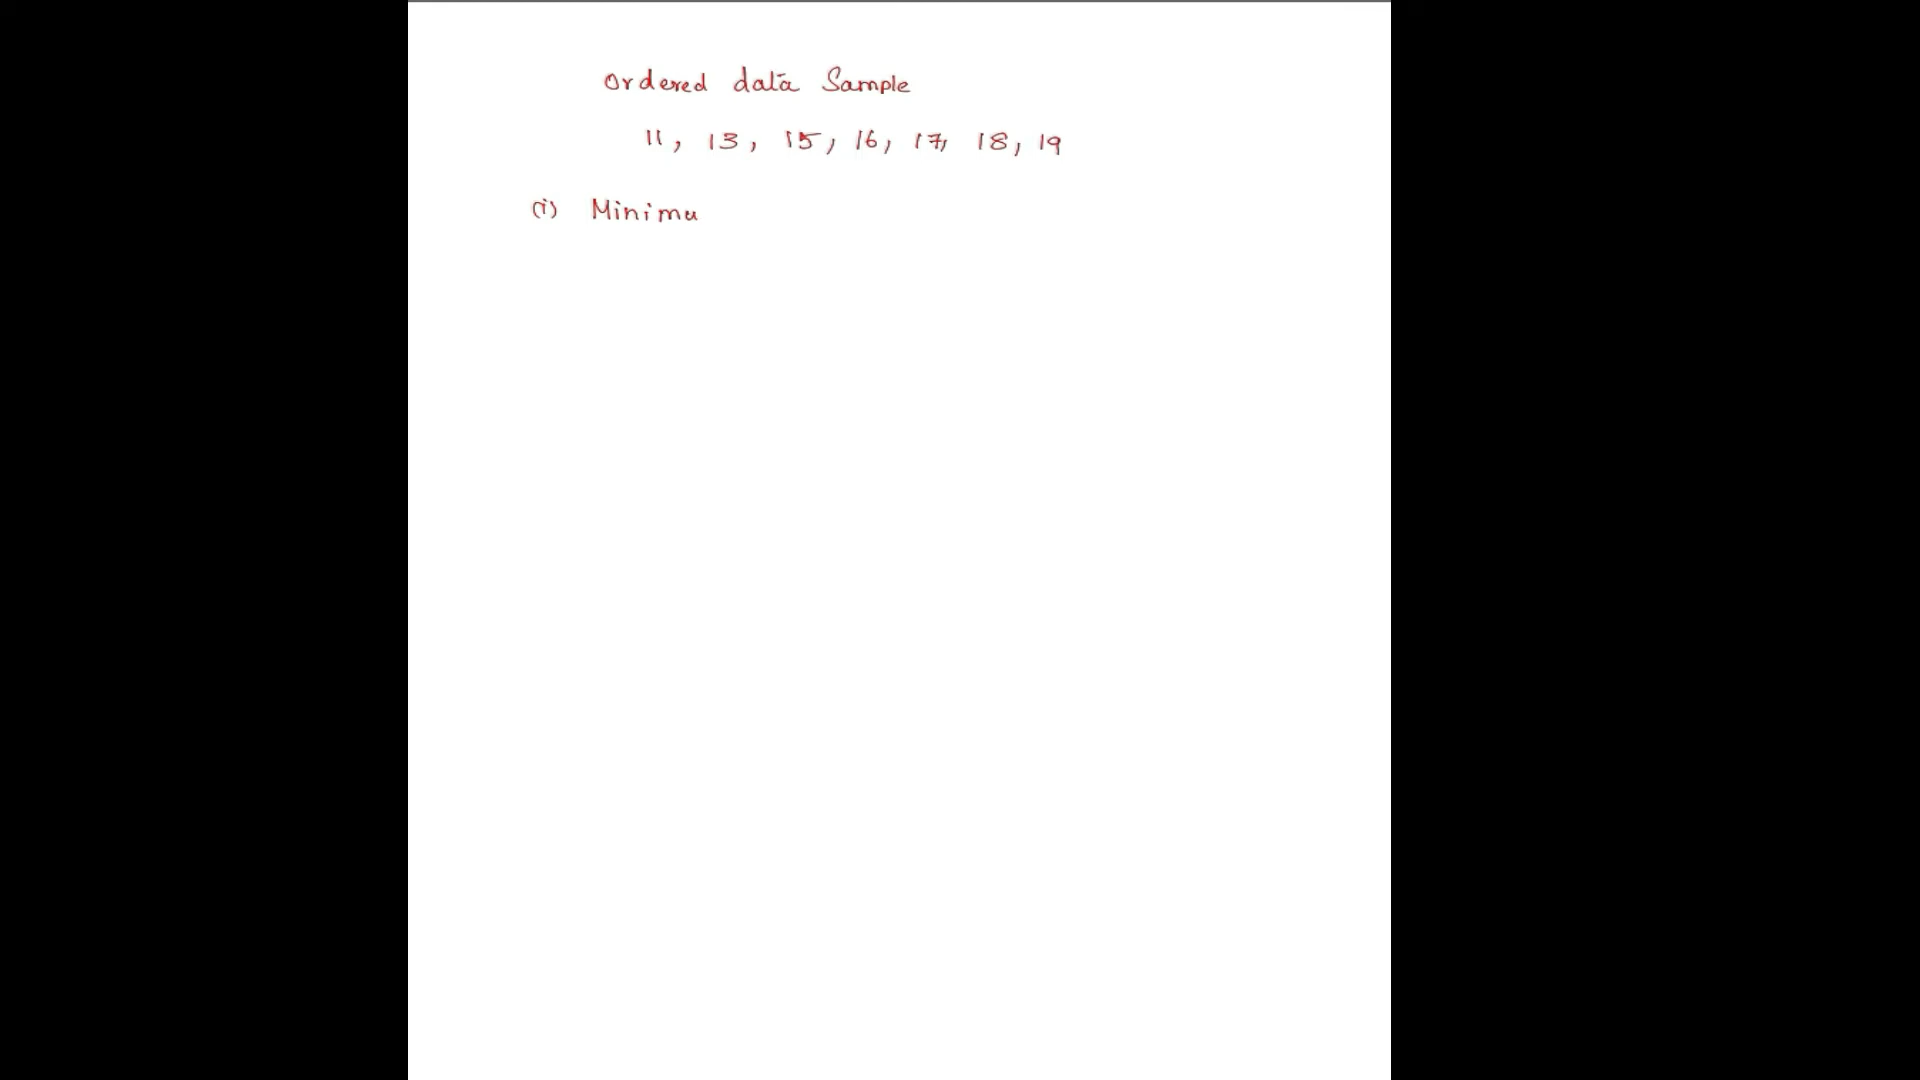 Ordered data Sample
11, 13, 15, 16, 17, 18, 19
(i) Minimu